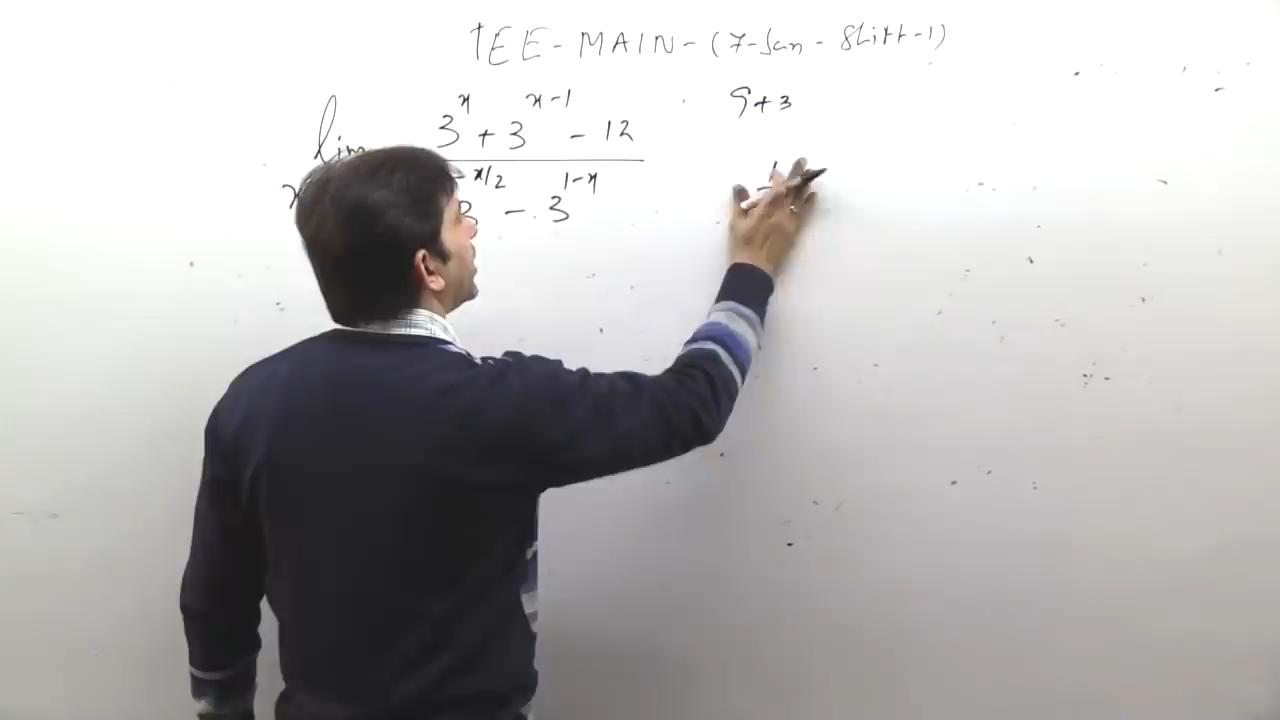 JEE-MAIN-(7-Jan-Shift-1)
lim 3^x + 3^(x-1) - 12
x/2 1-x
3 - 3
9+3